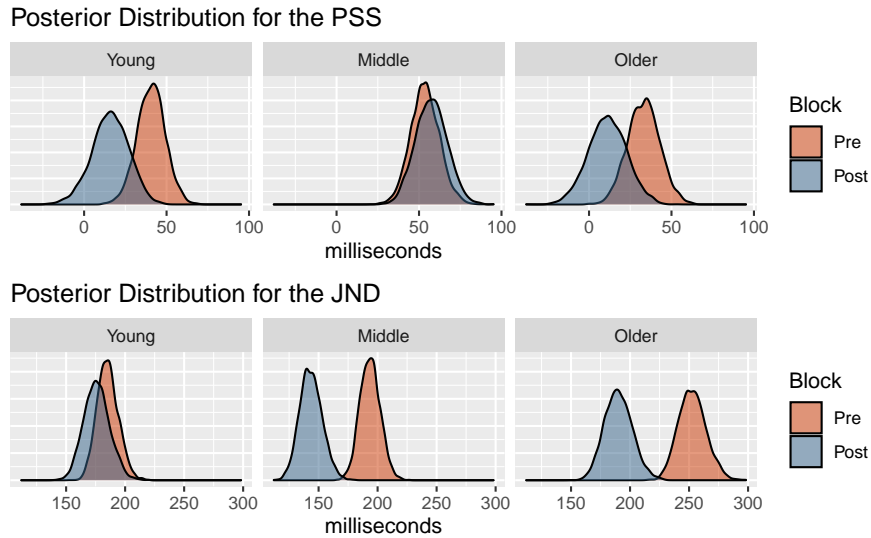 Posterior Distribution for the PSS
Young Middle Older
0 50 100 0 50 100 0 50 100
milliseconds
Block
Pre
Post
Posterior Distribution for the JND
Young Middle Older
150 200 250 300 150 200 250 300 150 200 250 300
milliseconds
Block
Pre
Post